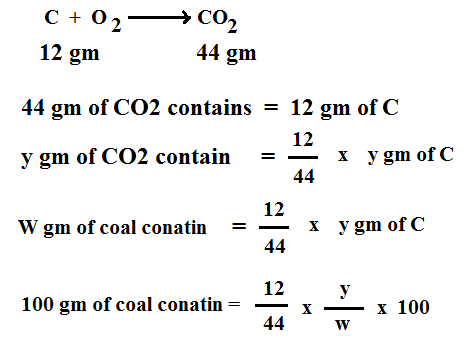 C + O2 ⟶ CO2
12 gm 44 gm
44 gm of CO2 contains = 12 gm of C
y gm of CO2 contain = 12/44 x y gm of C
W gm of coal conatin = 12/44 x y gm of C
100 gm of coal conatin = 12/44 x y/w x 100